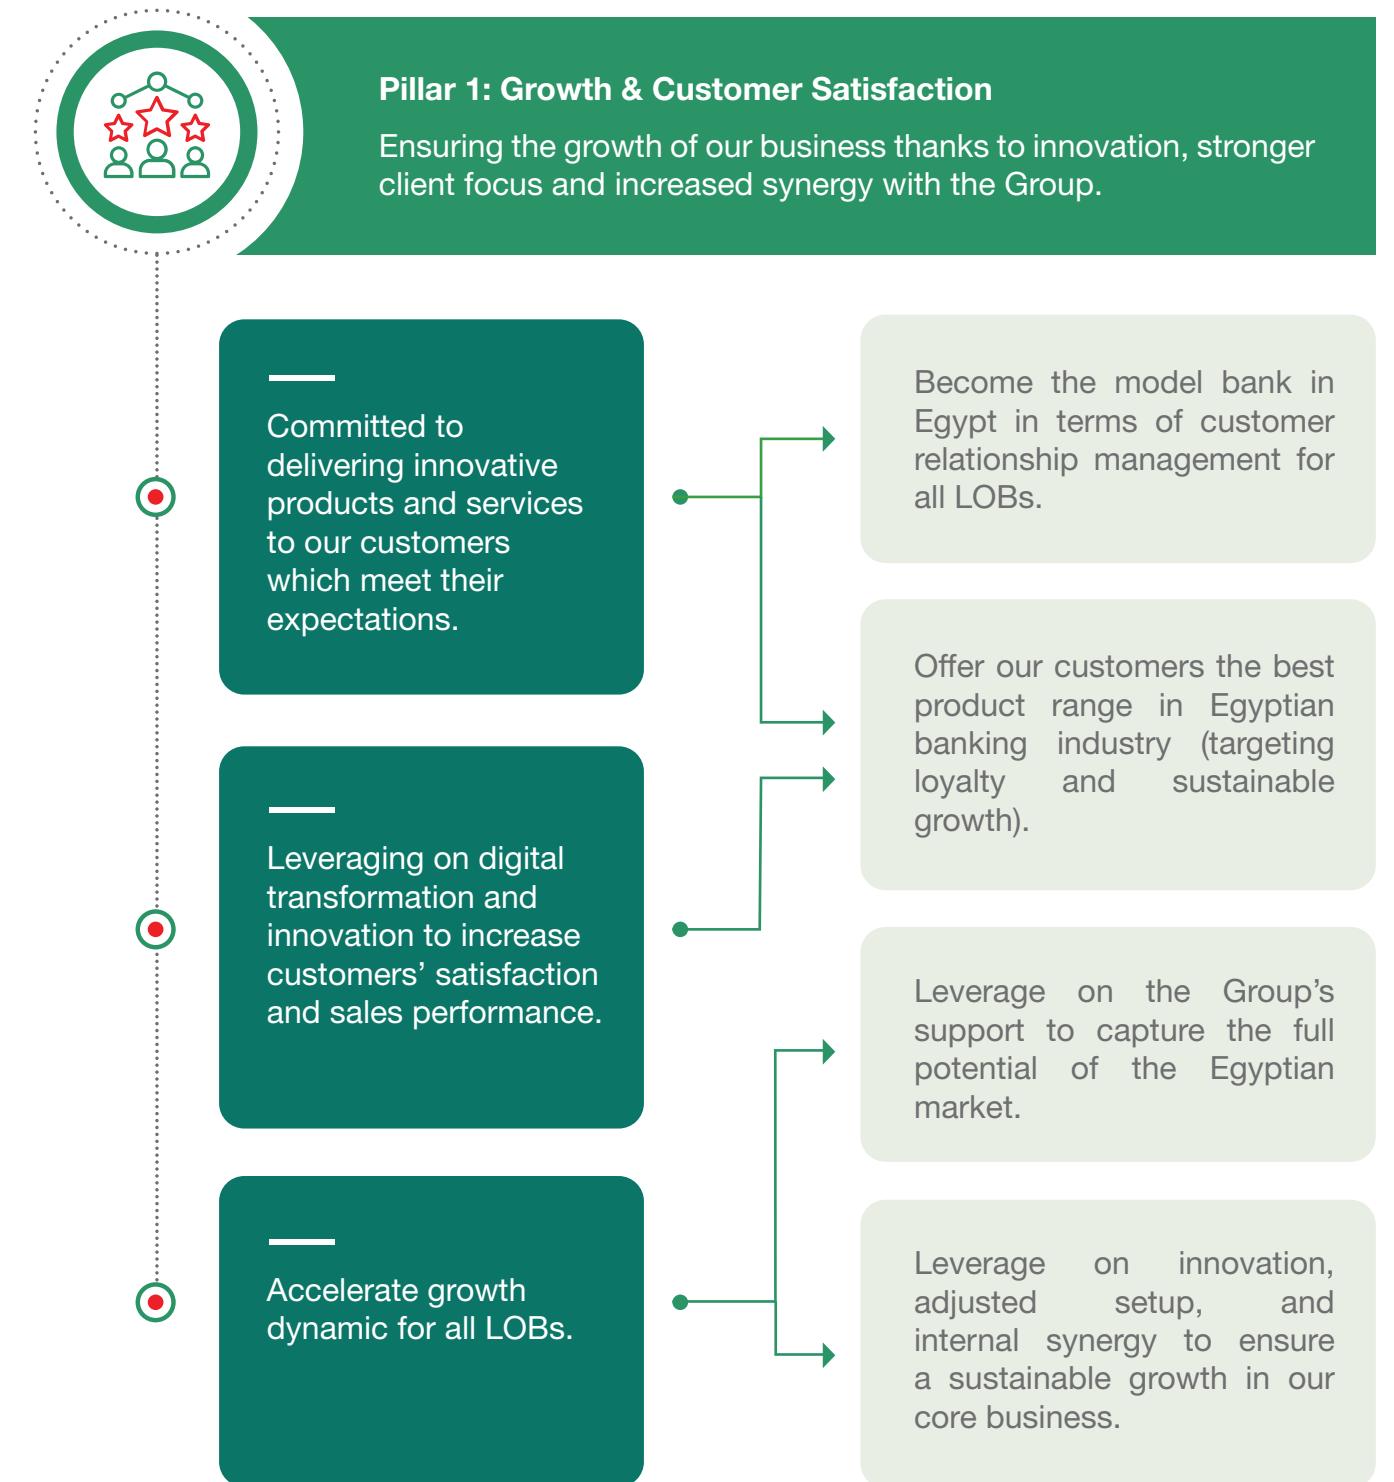 Pillar 1: Growth & Customer Satisfaction
Ensuring the growth of our business thanks to innovation, stronger
client focus and increased synergy with the Group.
Committed to
delivering innovative
products and services
to our customers
which meet their
expectations.
Become the model bank in
Egypt in terms of customer
relationship management for
all LOBs.
Offer our customers the best
product range in Egyptian
banking industry (targeting
loyalty and sustainable
growth).
Leveraging on digital
transformation and
innovation to increase
customers’ satisfaction
and sales performance.
Leverage on the Group’s
support to capture the full
potential of the Egyptian
market.
Accelerate growth
dynamic for all LOBs.
Leverage on innovation,
adjusted setup, and
internal synergy to ensure
a sustainable growth in our
core business.